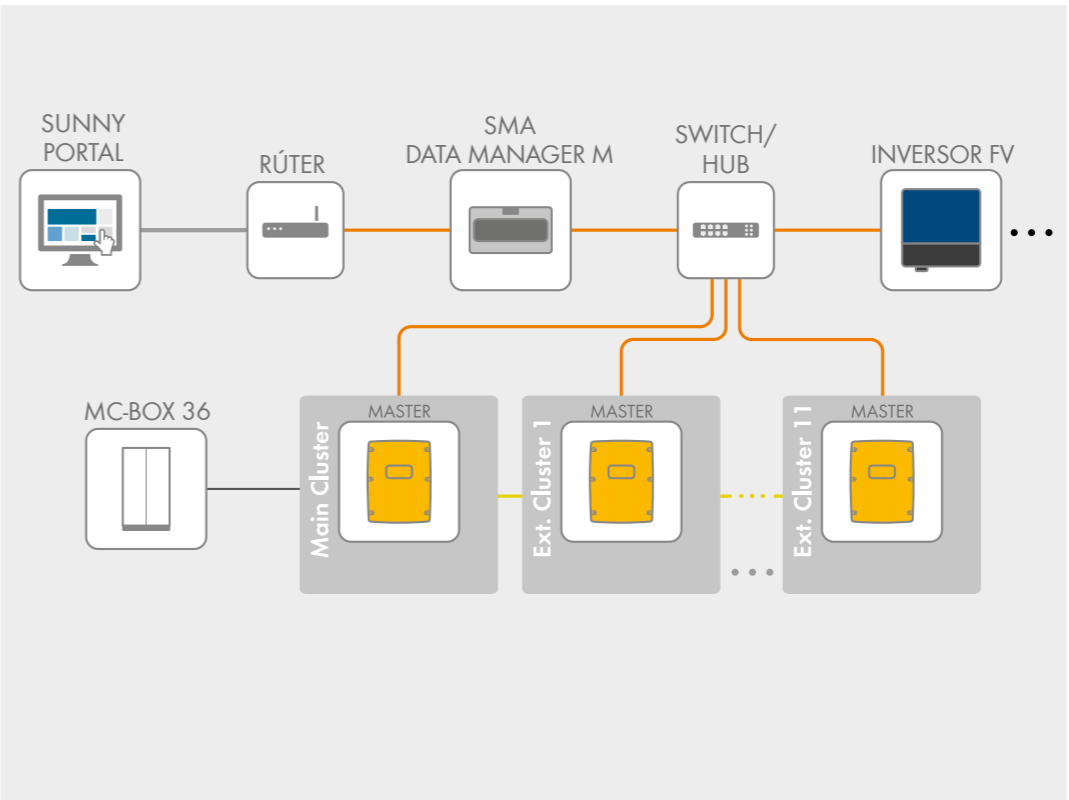 SUNNY
PORTAL
RÚTER
SMA
DATA MANAGER M
SWITCH/
HUB
INVERSOR FV
MC-BOX 36
Main Cluster
MASTER
Ext. Cluster 1
MASTER
Ext. Cluster 11
MASTER